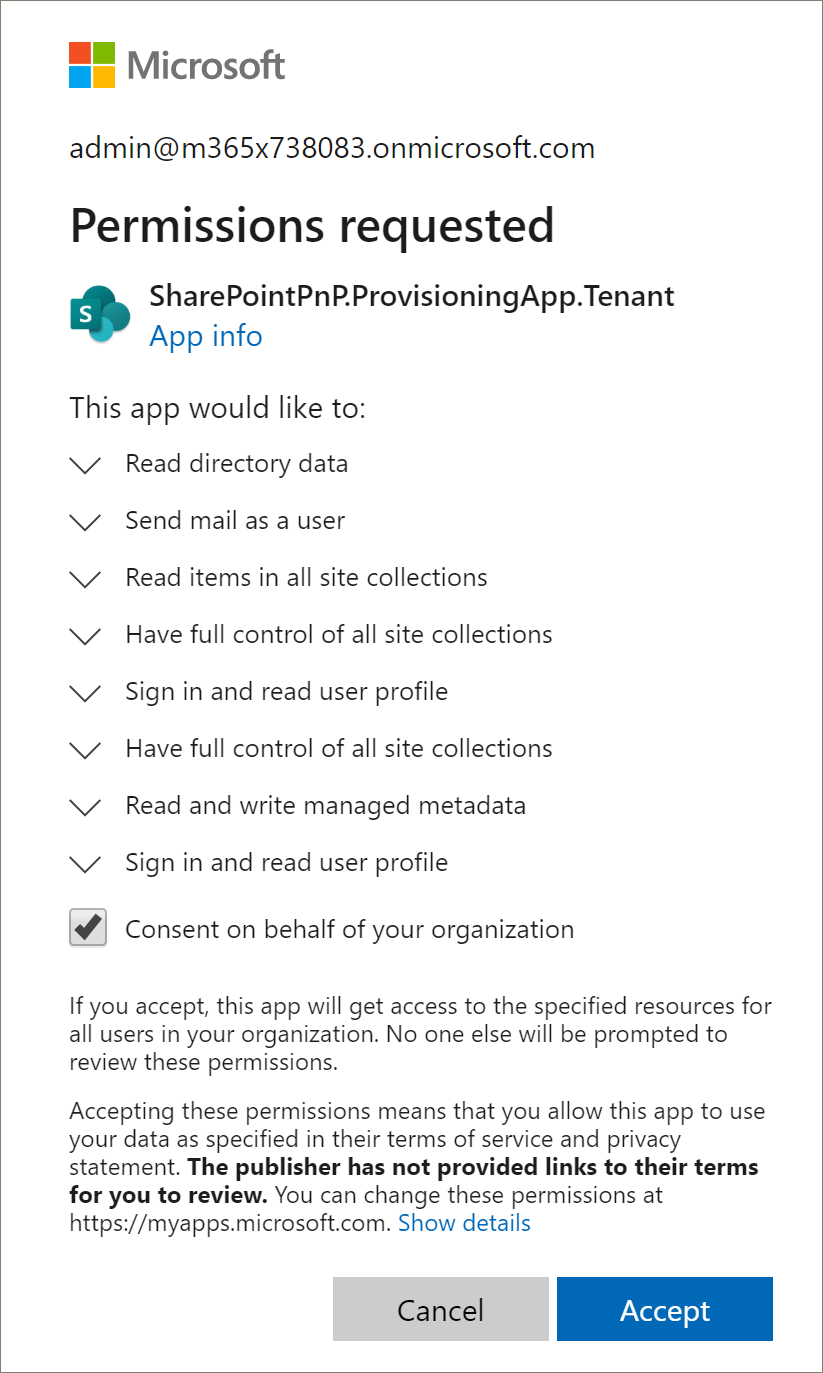 Microsoft
admin@m365x738083.onmicrosoft.com
Permissions requested
S
SharePointPnP.ProvisioningApp.Tenant
App info
This app would like to:
Read directory data
Send mail as a user
Read items in all site collections
Have full control of all site collections
Sign in and read user profile
Have full control of all site collections
Read and write managed metadata
Sign in and read user profile
Consent on behalf of your organization
If you accept, this app will get access to the specified resources for
all users in your organization. No one else will be prompted to
review these permissions.
Accepting these permissions means that you allow this app to use
your data as specified in their terms of service and privacy
statement. The publisher has not provided links to their terms
for you to review. You can change these permissions at
https://myapps.microsoft.com. Show details
Cancel Accept